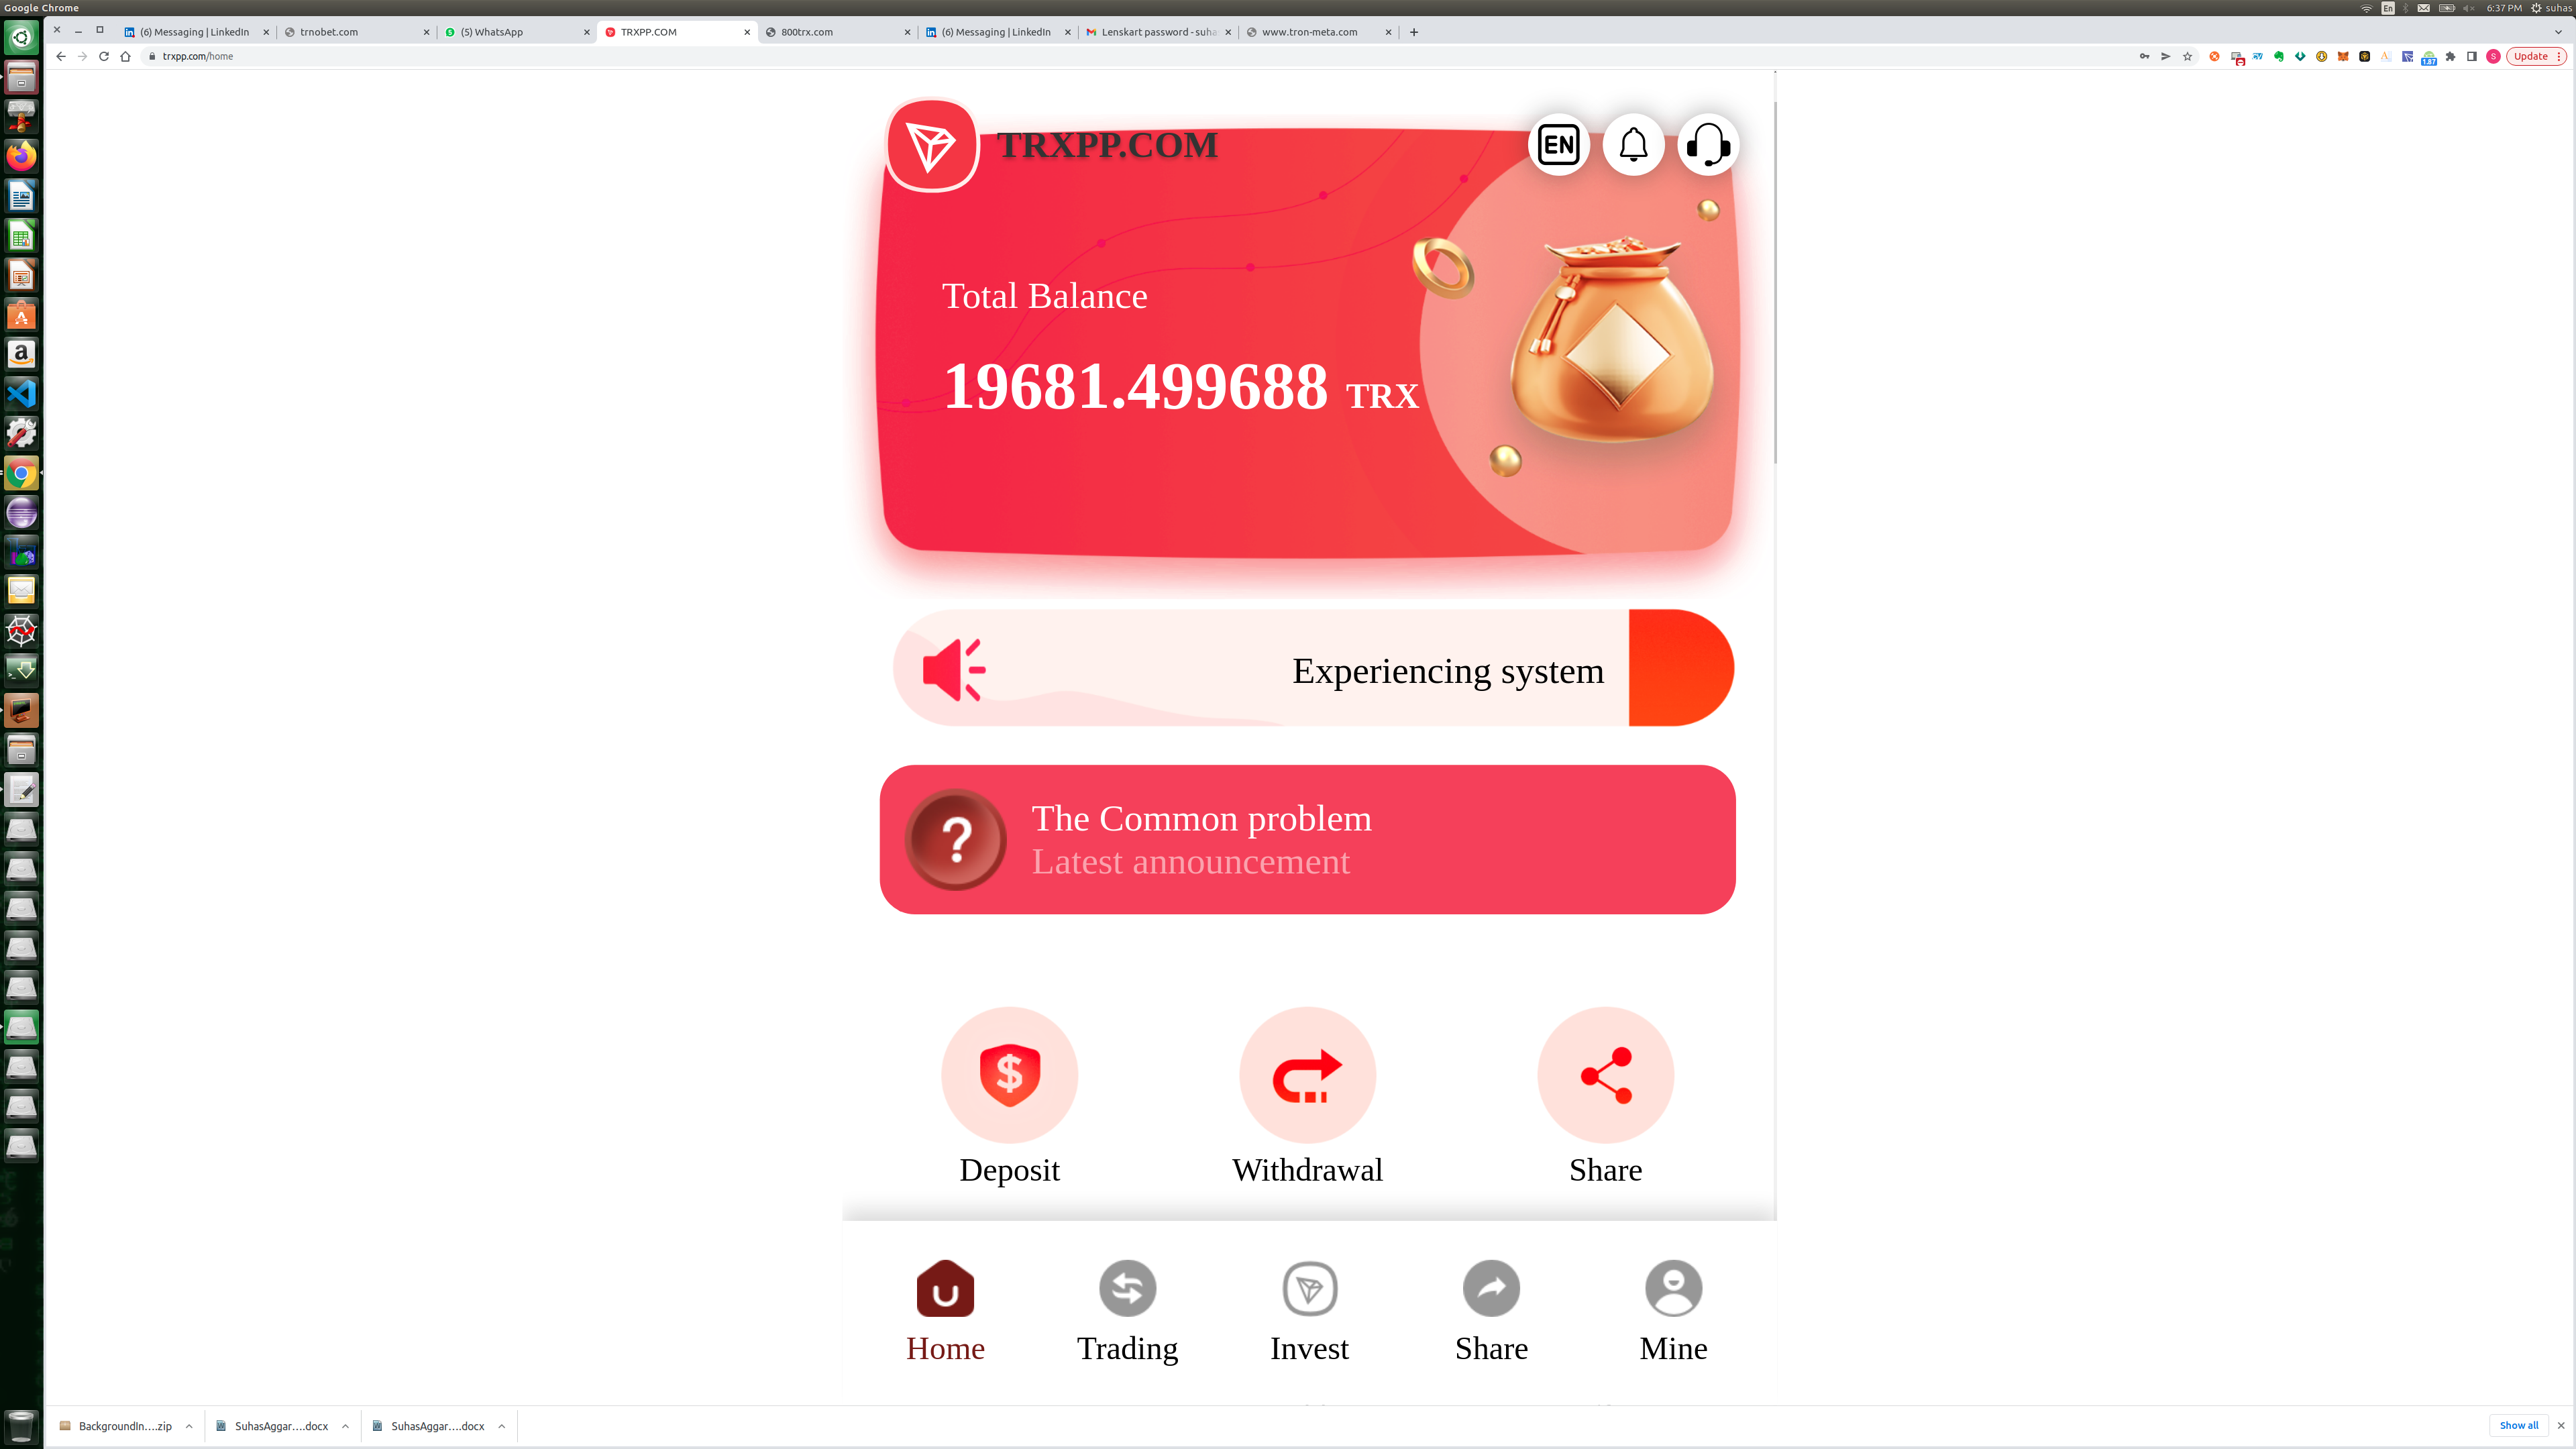 Google Chrome
En
6:37 PM
suhas
(6) Messaging | LinkedIn
trnobet.com
(5) WhatsApp
TRXPP.COM
800trx.com
(6) Messaging | LinkedIn
Lenskart password - suha
www.tron-meta.com
trxpp.com/home
1.87
S
Update
TRXPP.COM
EN
Total Balance
19681.499688 TRX
Experiencing system
?
The Common problem
Latest announcement
$
Deposit
Withdrawal
Share
Home
Trading
Invest
Share
Mine
BackgroundIn....zip
SuhasAggar....docx
SuhasAggar....docx
Show all